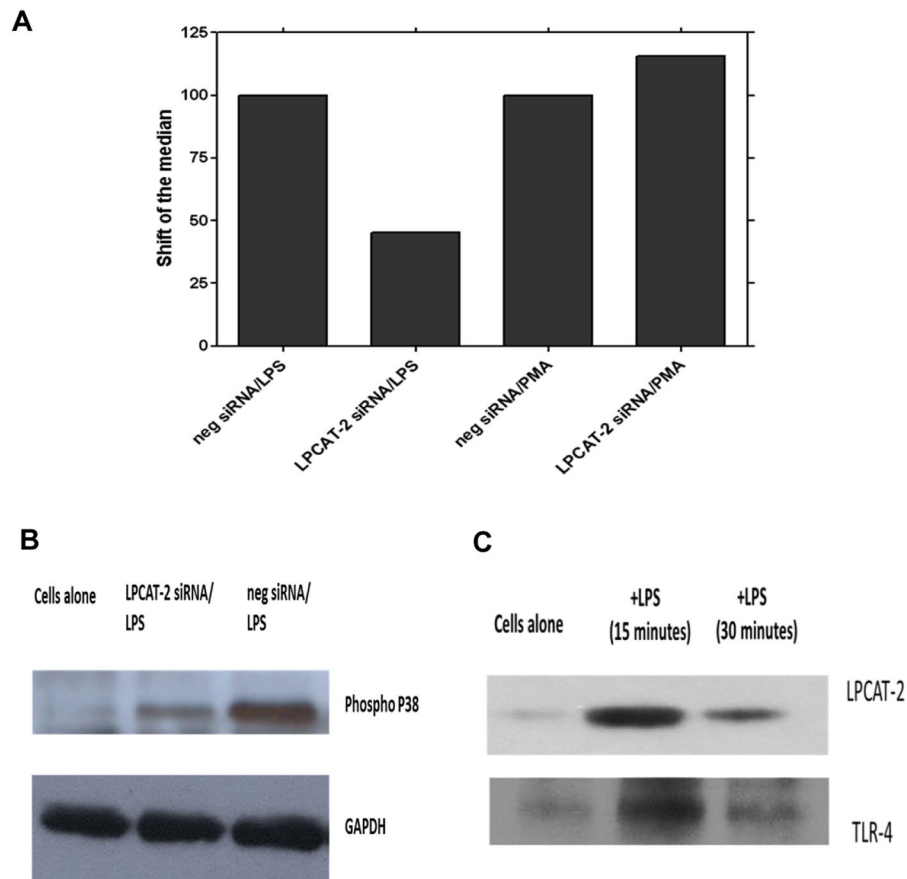 A
125
100
75
50
25
0
Shift of the median
neg siRNA/LPS
LPCAT-2 siRNA/LPS
neg siRNA/PMA
LPCAT-2 siRNA/PMA
B
Cells alone
LPCAT-2 siRNA/
LPS
neg siRNA/
LPS
Phospho P38
GAPDH
C
Cells alone
+LPS
(15 minutes)
+LPS
(30 minutes)
LPCAT-2
TLR-4